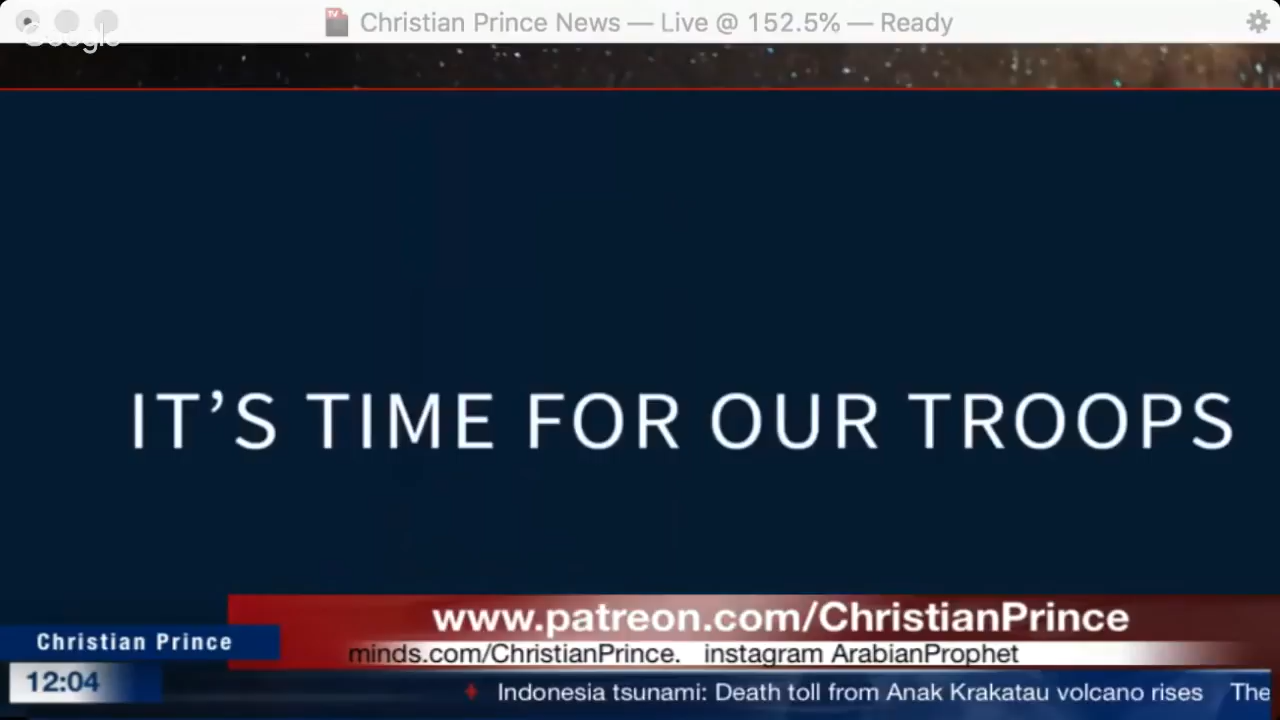 Christian Prince News — Live @ 152.5% — Ready
Google
IT’S TIME FOR OUR TROOPS
www.patreon.com/ChristianPrince
Christian Prince
minds.com/ChristianPrince. instagram ArabianProphet
12:04
Indonesia tsunami: Death toll from Anak Krakatau volcano rises The